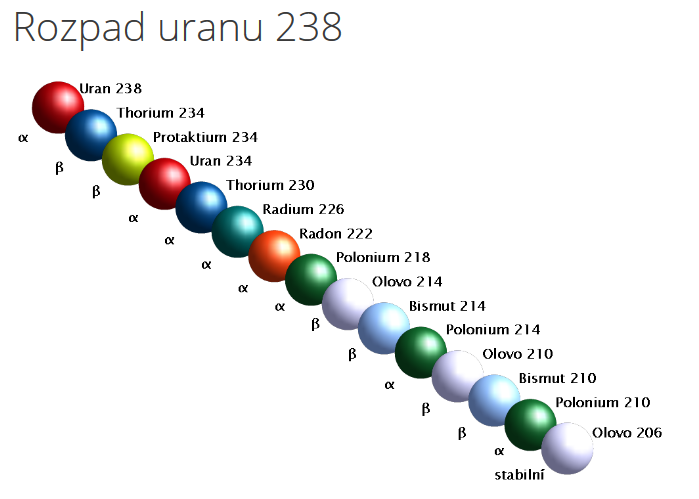 Rozpad uranu 238
Uran 238
Thorium 234
α
Protaktium 234
β
Uran 234
β
Thorium 230
α
Radium 226
α
Radon 222
α
Polonium 218
α
Olovo 214
α
Bismut 214
β
Polonium 214
β
Olovo 210
α
Bismut 210
β
Polonium 210
β
Olovo 206
α
stabilní